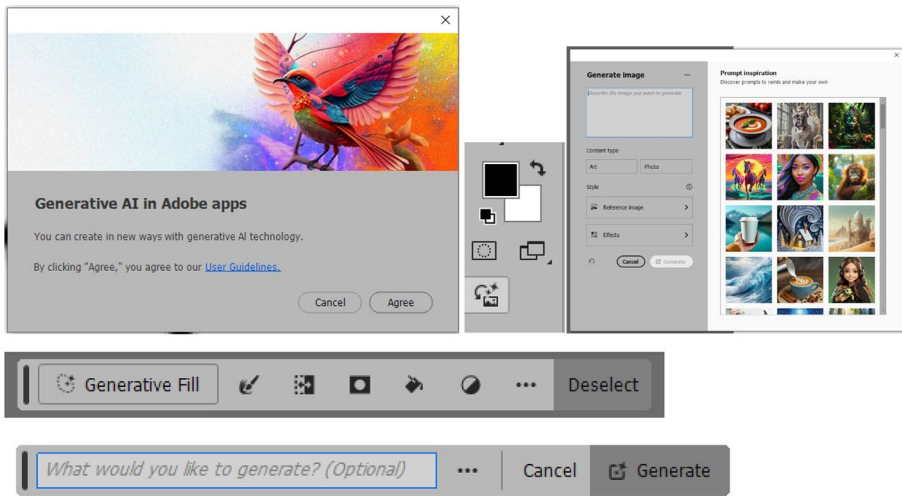 Generative AI in Adobe apps
You can create in new ways with generative AI technology.
By clicking "Agree," you agree to our User Guidelines.
Cancel
Agree
Generate image
Describe the image you want to generate
Content type
Art
Photo
Style
Reference image
Effects
Cancel
Generate
Prompt inspiration
Discover prompts to remix and make your own
Generative Fill
Deselect
What would you like to generate? (Optional)
Cancel
Generate